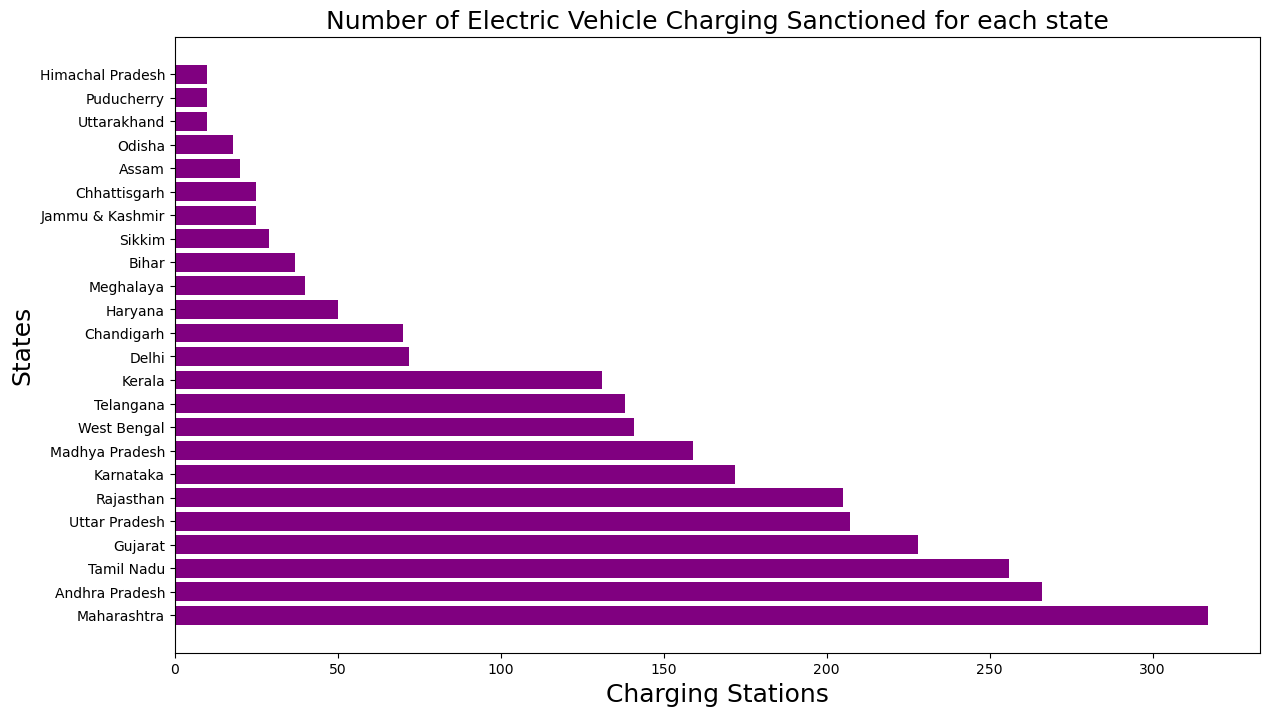 Number of Electric Vehicle Charging Sanctioned for each state
States
Himachal Pradesh
Puducherry
Uttarakhand
Odisha
Assam
Chhattisgarh
Jammu & Kashmir
Sikkim
Bihar
Meghalaya
Haryana
Chandigarh
Delhi
Kerala
Telangana
West Bengal
Madhya Pradesh
Karnataka
Rajasthan
Uttar Pradesh
Gujarat
Tamil Nadu
Andhra Pradesh
Maharashtra
0 50 100 150 200 250 300
Charging Stations